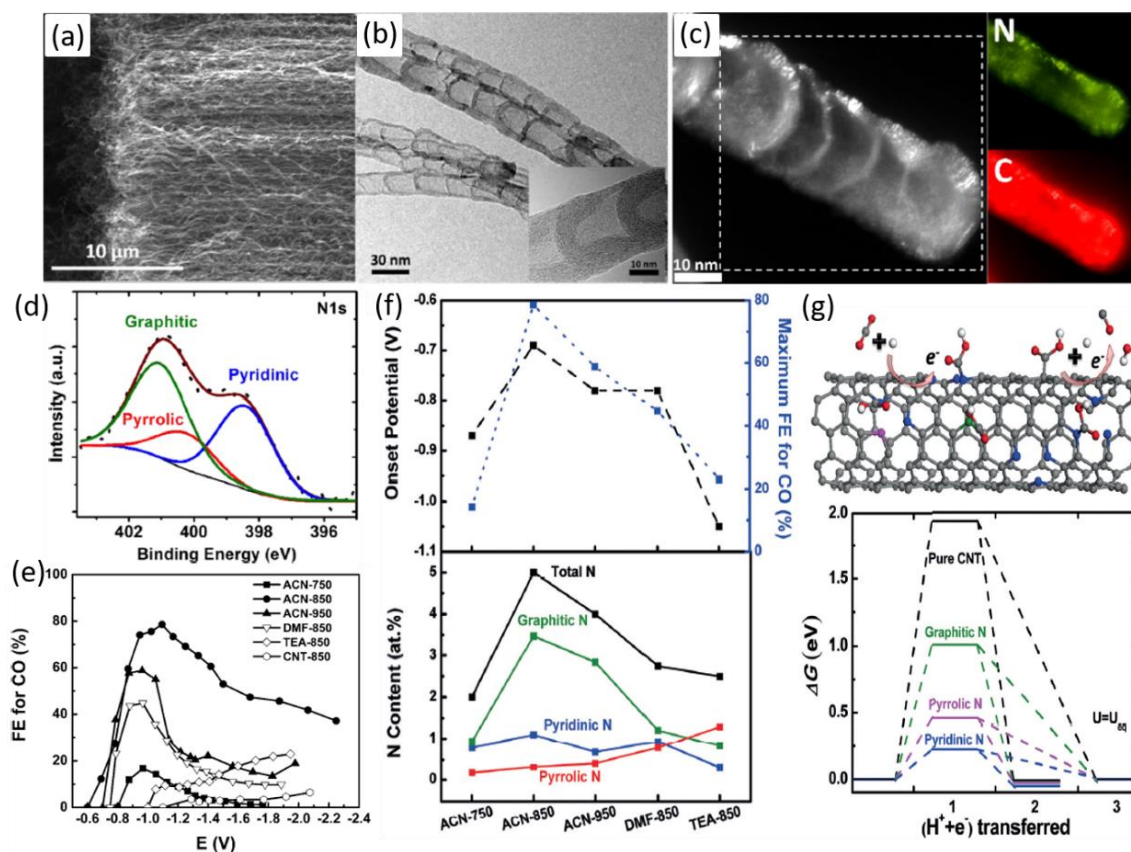 (a)
10 µm
(b)
30 nm
10 nm
(c)
10 nm
N
C
(d)
N1s
Graphitic
Pyrrolic
Pyridinic
Intensity (a.u.)
402 400 398 396
Binding Energy (eV)
(e)
100
80
60
40
20
0
FE for CO (%)
ACN-750
ACN-850
ACN-950
DMF-850
TEA-850
CNT-850
-0.6 -0.8 -1.0 -1.2 -1.4 -1.6 -1.8 -2.0 -2.2 -2.4
E (V)
(f)
-0.6
-0.7
-0.8
-0.9
-1.0
-1.1
Onset Potential (V)
80
60
40
20
0
Maximum FE for CO (%)
5
4
3
2
1
0
N Content (at.%)
Total N
Graphitic N
Pyridinic N
Pyrrolic N
ACN-750 ACN-850 ACN-950 DMF-850 TEA-850
(g)
+ e- + e-
2.0
1.5
1.0
0.5
0.0
ΔG (eV)
Pure CNT
Graphitic N
Pyrrolic N
Pyridinic N
1 2 3
(H++e-) transferred